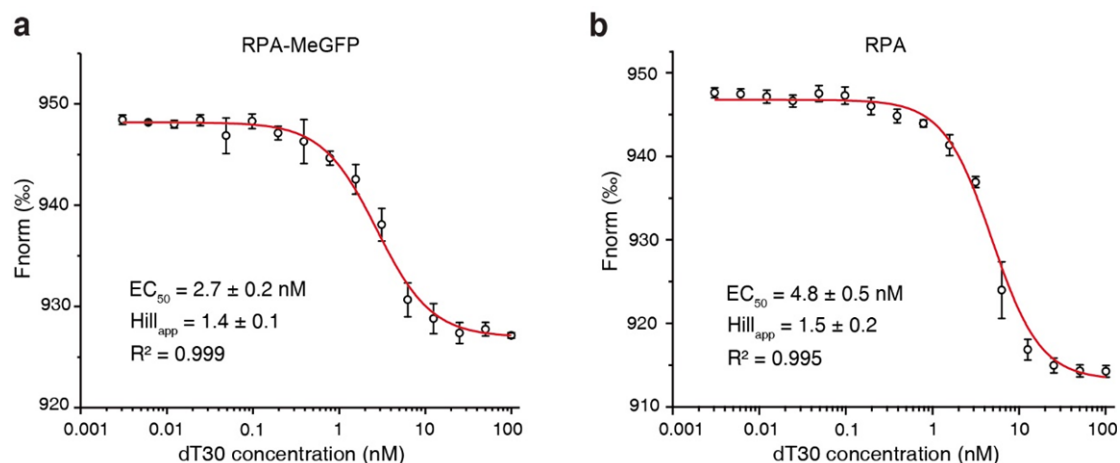 a
RPA-MeGFP
950
940
930
920
Fnorm (‰)
EC50 = 2.7 ± 0.2 nM
Hillapp = 1.4 ± 0.1
R² = 0.999
0.001
0.01
0.1
1
10
100
dT30 concentration (nM)
b
RPA
950
940
930
920
910
Fnorm (‰)
EC50 = 4.8 ± 0.5 nM
Hillapp = 1.5 ± 0.2
R² = 0.995
0.001
0.01
0.1
1
10
100
dT30 concentration (nM)